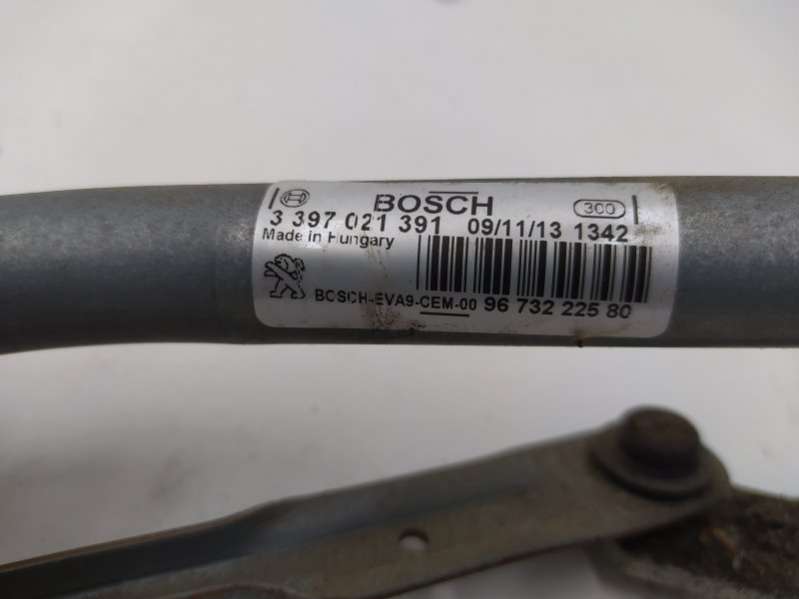 BOSCH
300
3 397 021 391 09/11/13 1342
Made in Hungary
BOSCH-EVA9-CEM-00 96 732 225 80